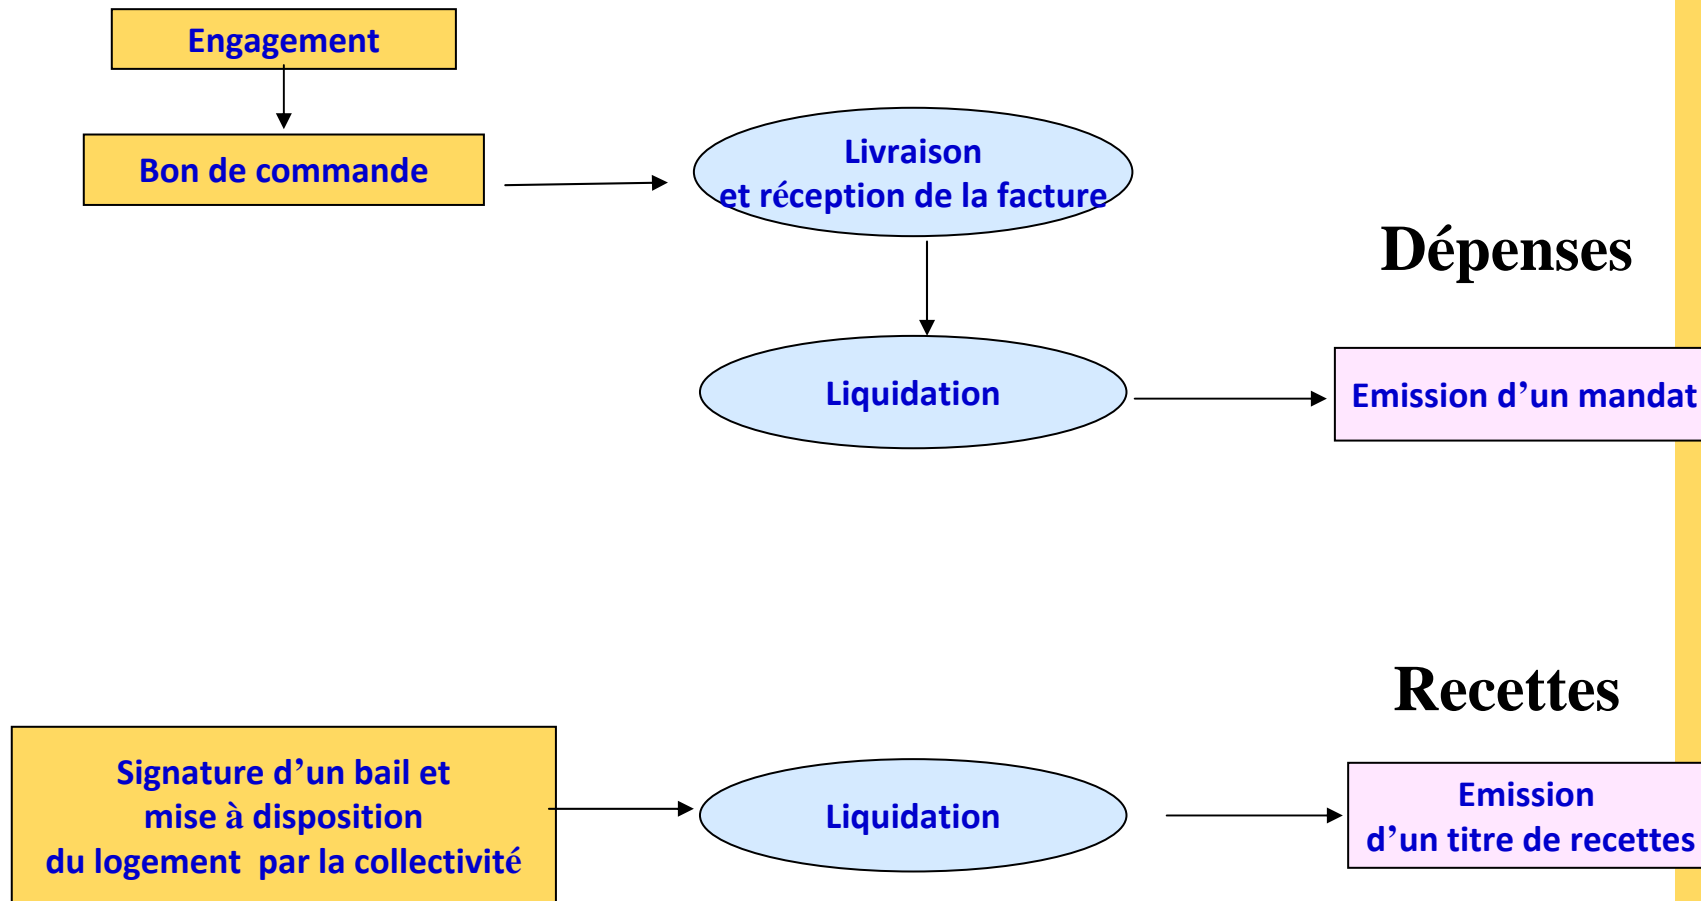 Engagement
Bon de commande
Livraison
et réception de la facture
Dépenses
Liquidation
Emission d’un mandat
Recettes
Signature d’un bail et
mise à disposition
du logement  par la collectivité
Liquidation
Emission
d’un titre de recettes